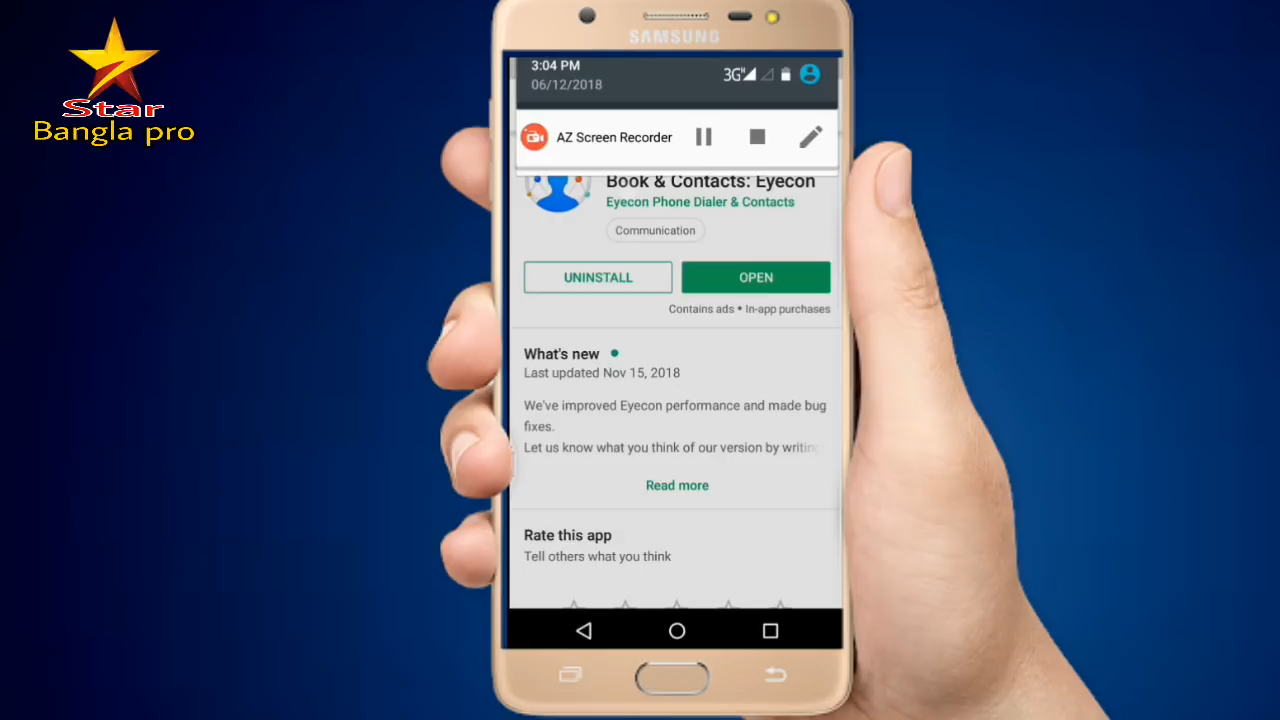 Star
Bangla pro
SAMSUNG
3:04 PM
06/12/2018
3G
H
AZ Screen Recorder
Book & Contacts: Eyecon
Eyecon Phone Dialer & Contacts
Communication
UNINSTALL
OPEN
Contains ads • In-app purchases
What's new
Last updated Nov 15, 2018
We've improved Eyecon performance and made bug
fixes.
Let us know what you think of our version by writing
Read more
Rate this app
Tell others what you think